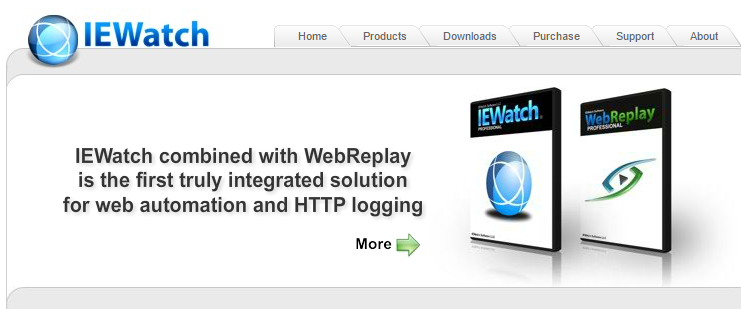 IEWatch
Home Products Downloads Purchase Support About
IEWatch combined with WebReplay
is the first truly integrated solution
for web automation and HTTP logging
More
IEWatch
PROFESSIONAL
WebReplay
PROFESSIONAL